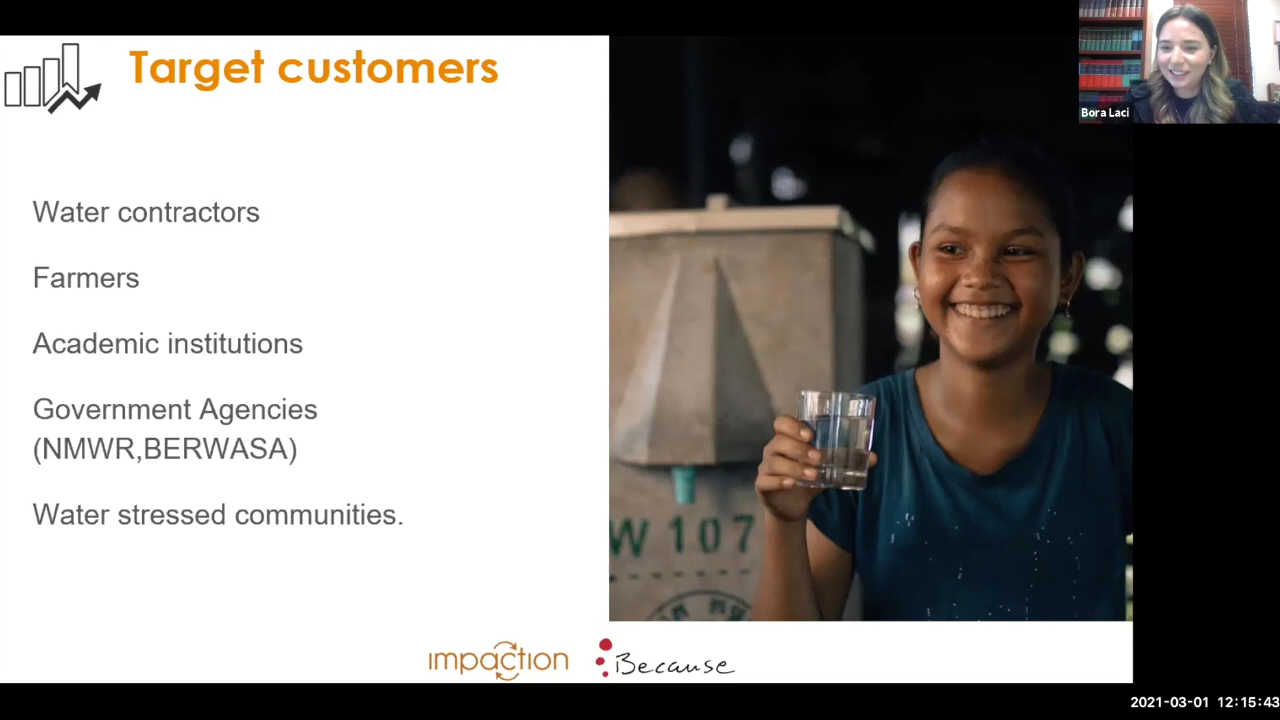 Target customers
Bora Laci
Water contractors
Farmers
Academic institutions
Government Agencies
(NMWR,BERWASA)
Water stressed communities.
W 107
impaction
Because
2021-03-01 12:15:43